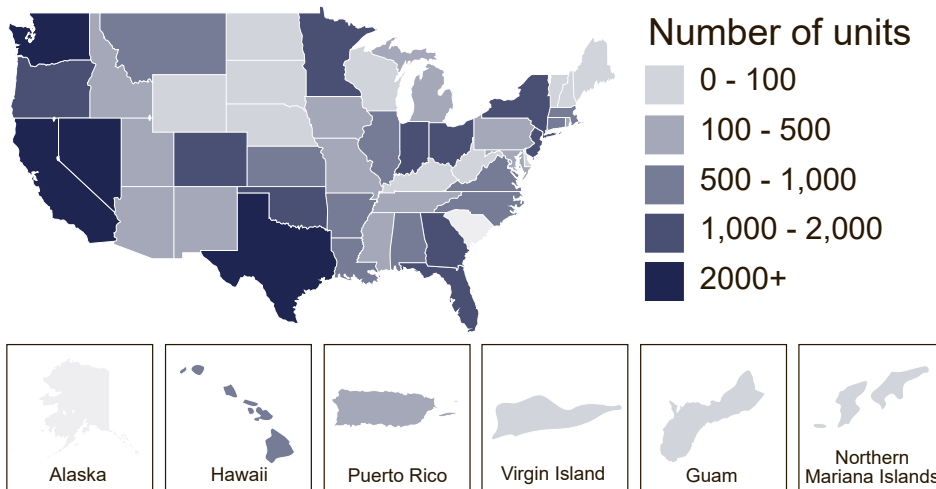 Number of units
0 - 100
100 - 500
500 - 1,000
1,000 - 2,000
2000+
Alaska
Hawaii
Puerto Rico
Virgin Island
Guam
Northern
Mariana Islands